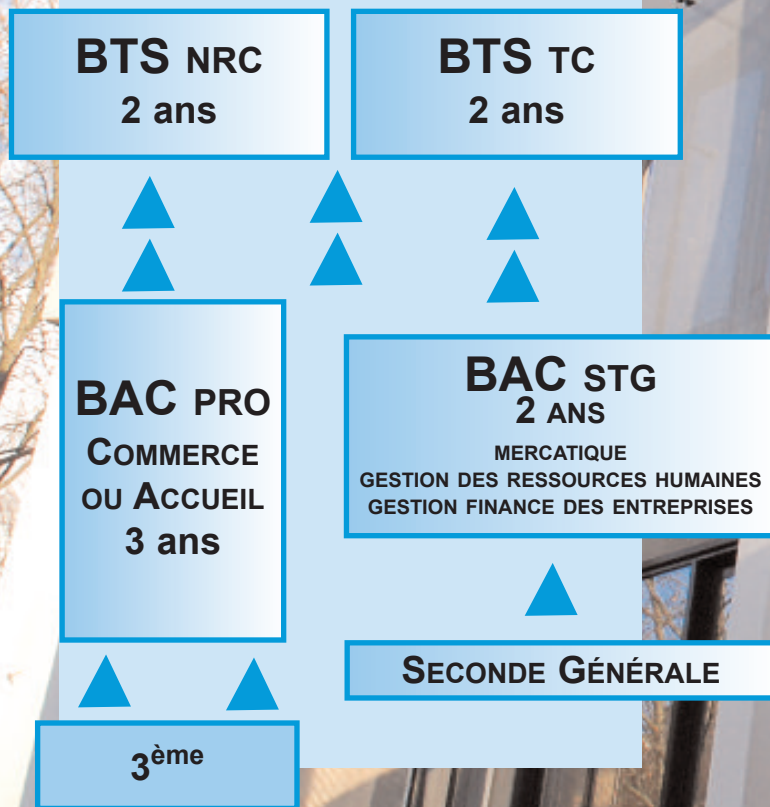 BTS NRC
2 ans
BTS TC
2 ans
BAC PRO
COMMERCE
OU ACCUEIL
3 ans
BAC STG
2 ANS
MERCATIQUE
GESTION DES RESSOURCES HUMAINES
GESTION FINANCE DES ENTREPRISES
SECONDE GÉNÉRALE
3ème